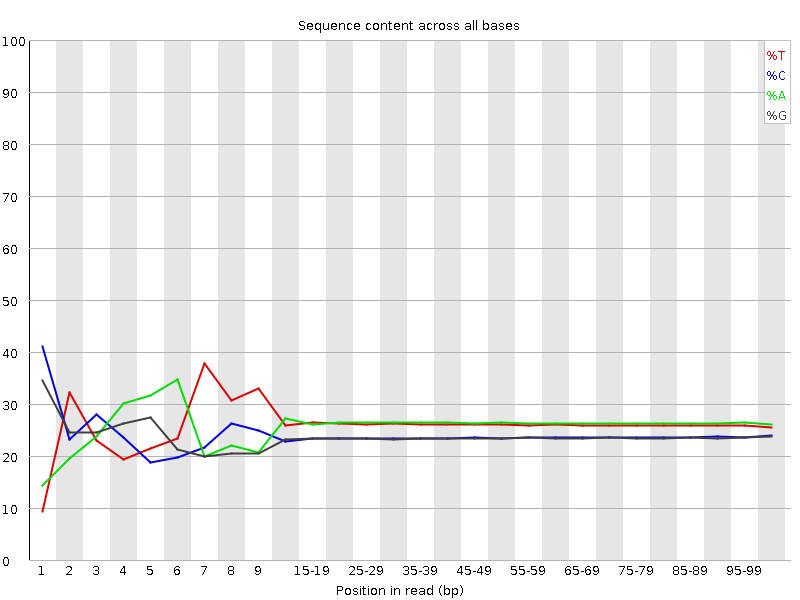 Sequence content across all bases
100
90
80
70
60
50
40
30
20
10
0
%T
%C
%A
%G
1 2 3 4 5 6 7 8 9 15-19 25-29 35-39 45-49 55-59 65-69 75-79 85-89 95-99
Position in read (bp)